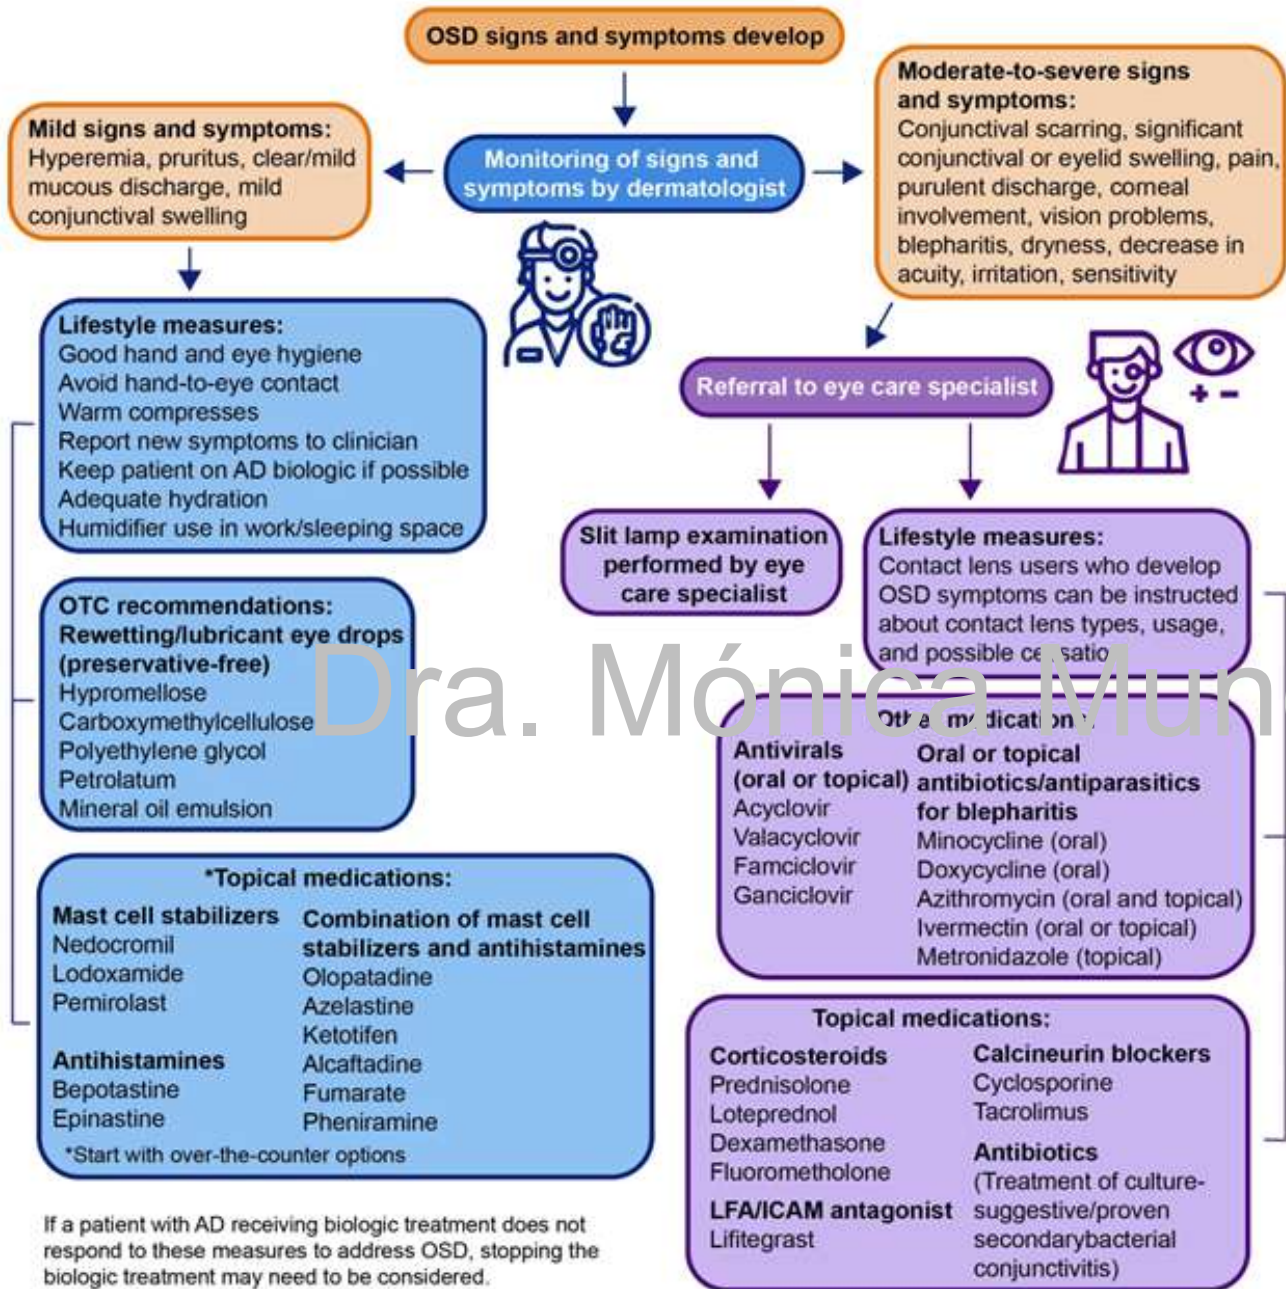 OSD signs and symptoms develop
Monitoring of signs and
symptoms by dermatologist
Mild signs and symptoms:
Hyperemia, pruritus, clear/mild
mucous discharge, mild
conjunctival swelling
Moderate-to-severe signs
and symptoms:
Conjunctival scarring, significant
conjunctival or eyelid swelling, pain,
purulent discharge, corneal
involvement, vision problems,
blepharitis, dryness, decrease in
acuity, irritation, sensitivity
Lifestyle measures:
Good hand and eye hygiene
Avoid hand-to-eye contact
Warm compresses
Report new symptoms to clinician
Keep patient on AD biologic if possible
Adequate hydration
Humidifier use in work/sleeping space
OTC recommendations:
Rewetting/lubricant eye drops
(preservative-free)
Hypromellose
Carboxymethylcellulose
Polyethylene glycol
Petrolatum
Mineral oil emulsion
*Topical medications:
Mast cell stabilizers
Nedocromil
Lodoxamide
Pemirolast
Antihistamines
Bepotastine
Epinastine
Combination of mast cell
stabilizers and antihistamines
Olopatadine
Azelastine
Ketotifen
Alcaftadine
Fumarate
Pheniramine
*Start with over-the-counter options
If a patient with AD receiving biologic treatment does not
respond to these measures to address OSD, stopping the
biologic treatment may need to be considered.
Referral to eye care specialist
+ -
Slit lamp examination
performed by eye
care specialist
Lifestyle measures:
Contact lens users who develop
OSD symptoms can be instructed
about contact lens types, usage,
and possible
Dra. Mónica Mun
Other
Antivirals
(oral or topical)
Acyclovir
Valacyclovir
Famciclovir
Ganciclovir
Oral or topical
antibiotics/antiparasitics
for blepharitis
Minocycline (oral)
Doxycycline (oral)
Azithromycin (oral and topical)
Ivermectin (oral or topical)
Metronidazole (topical)
Topical medications:
Corticosteroids
Prednisolone
Loteprednol
Dexamethasone
Fluorometholone
LFA/ICAM antagonist
Lifitegrast
Calcineurin blockers
Cyclosporine
Tacrolimus
Antibiotics
(Treatment of culture-
suggestive/proven
secondarybacterial
conjunctivitis)